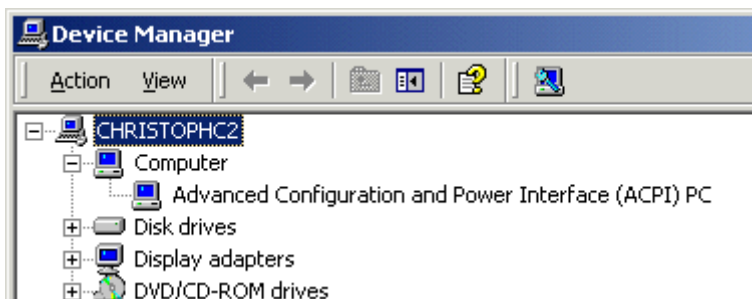 Device Manager
Action View
CHRISTOPHC2
Computer
Advanced Configuration and Power Interface (ACPI) PC
Disk drives
Display adapters
DVD/CD-ROM drives